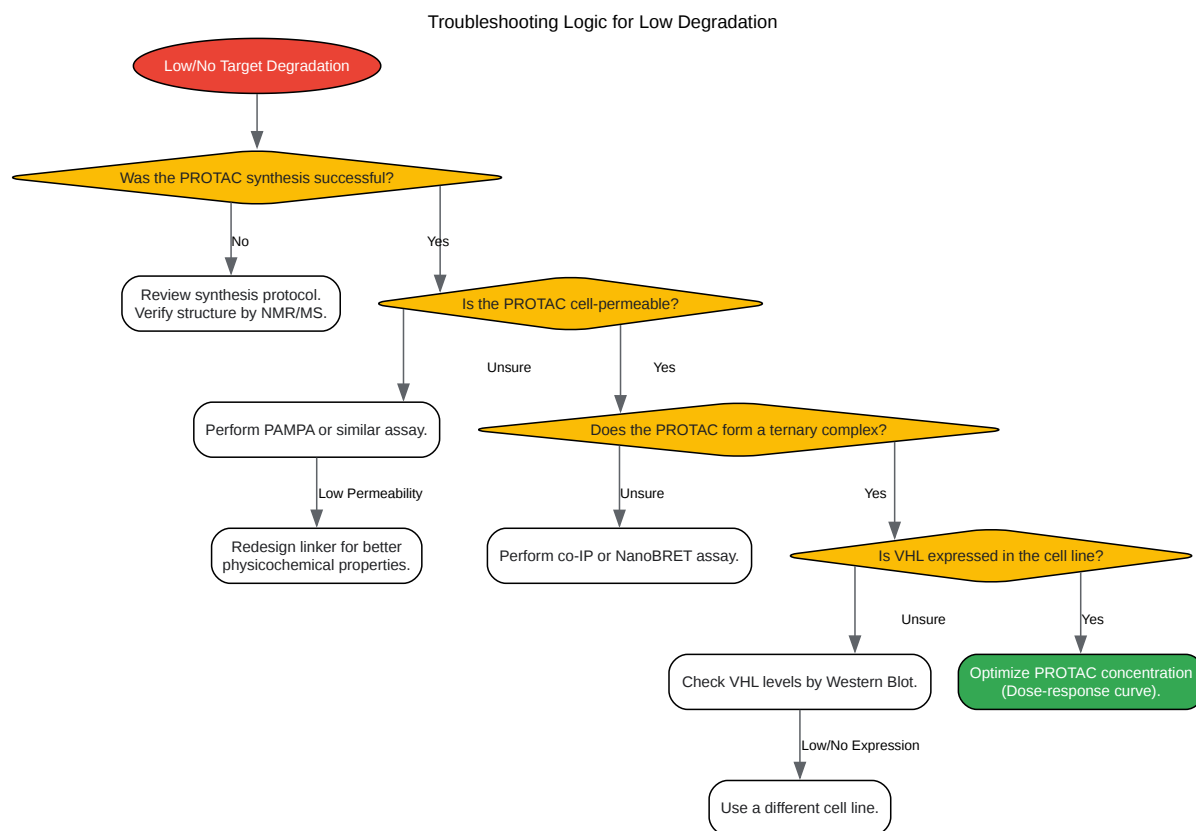 Troubleshooting Logic for Low Degradation
Low/No Target Degradation
Was the PROTAC synthesis successful?
No
Yes
Review synthesis protocol.
Verify structure by NMR/MS.
Is the PROTAC cell-permeable?
Unsure
Yes
Perform PAMPA or similar assay.
Does the PROTAC form a ternary complex?
Low Permeability
Unsure
Yes
Redesign linker for better
physicochemical properties.
Perform co-IP or NanoBRET assay.
Is VHL expressed in the cell line?
Unsure
Yes
Check VHL levels by Western Blot.
Optimize PROTAC concentration
(Dose-response curve).
Low/No Expression
Use a different cell line.